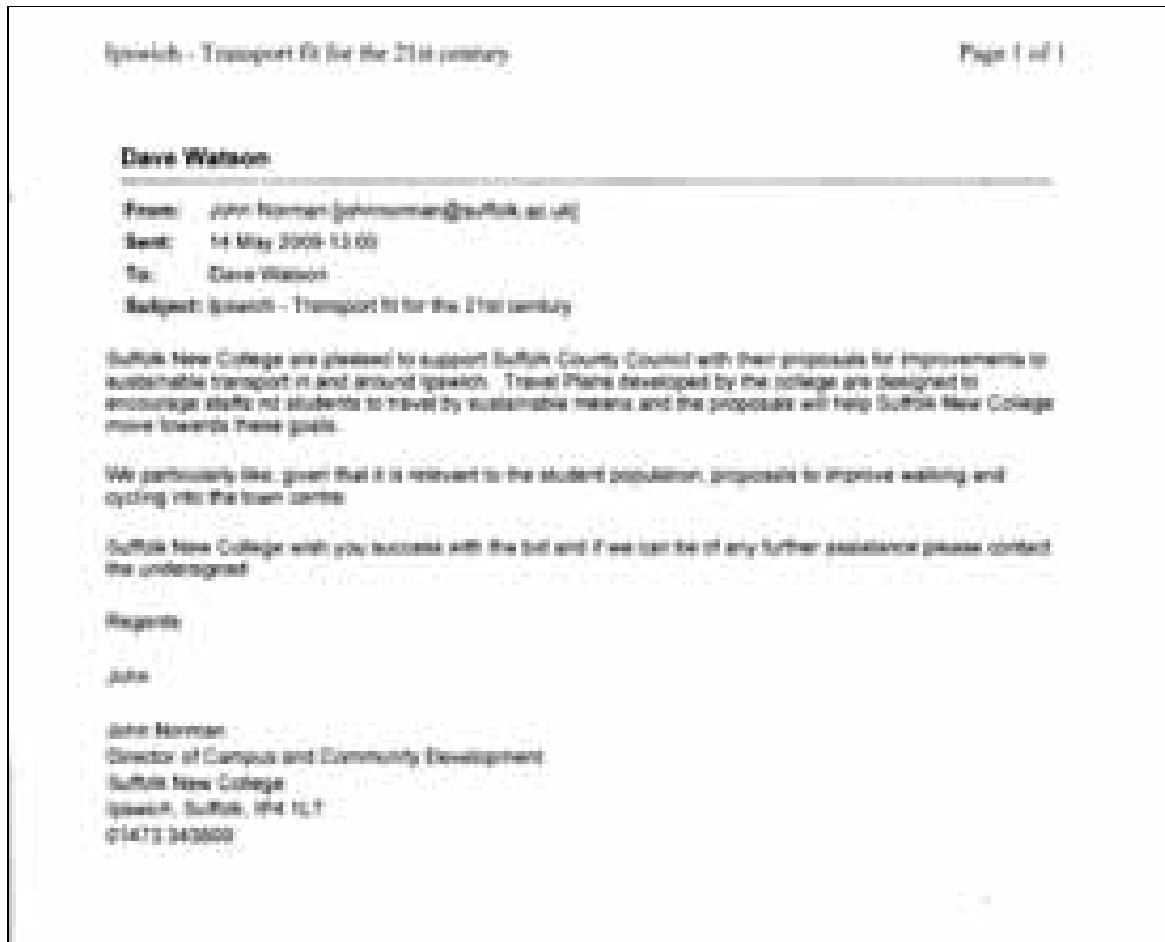 Ipswich - Transport fit for the 21st century Page 1 of 1
Dave Watson
From: John Norman [johnnorman@suffolk.ac.uk]
Sent: 14 May 2009 13:00
To: Dave Watson
Subject: Ipswich - Transport fit for the 21st century
Suffolk New College are pleased to support Suffolk County Council with their proposals for improvements to
sustainable transport in and around Ipswich. Travel Plans developed by the college are designed to
encourage staffs nd students to travel by sustainable means and the proposals will help Suffolk New College
move towards these goals.
We particularly like, given that it is relevant to the student population, proposals to improve walking and
cycling into the town centre
Suffolk New College wish you success with the bid and if we can be of any further assistance please contact
the undersigned
Regards
John
John Norman
Director of Campus and Community Development
Suffolk New College
Ipswich, Suffolk, IP4 1LT
01473